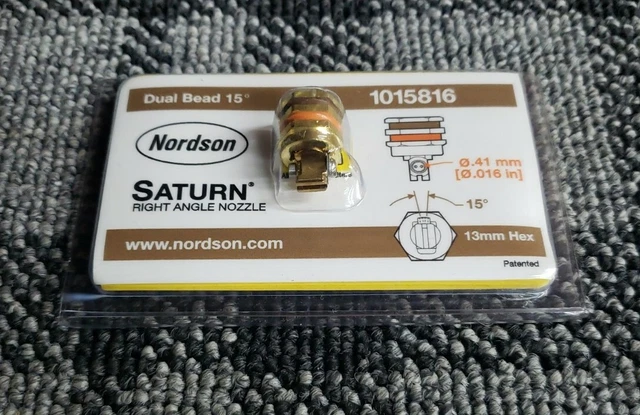 Dual Bead 15°
1015816
Nordson
SATURN®
RIGHT ANGLE NOZZLE
Ø.41 mm
[Ø.016 in]
15°
www.nordson.com
13mm Hex
Patented